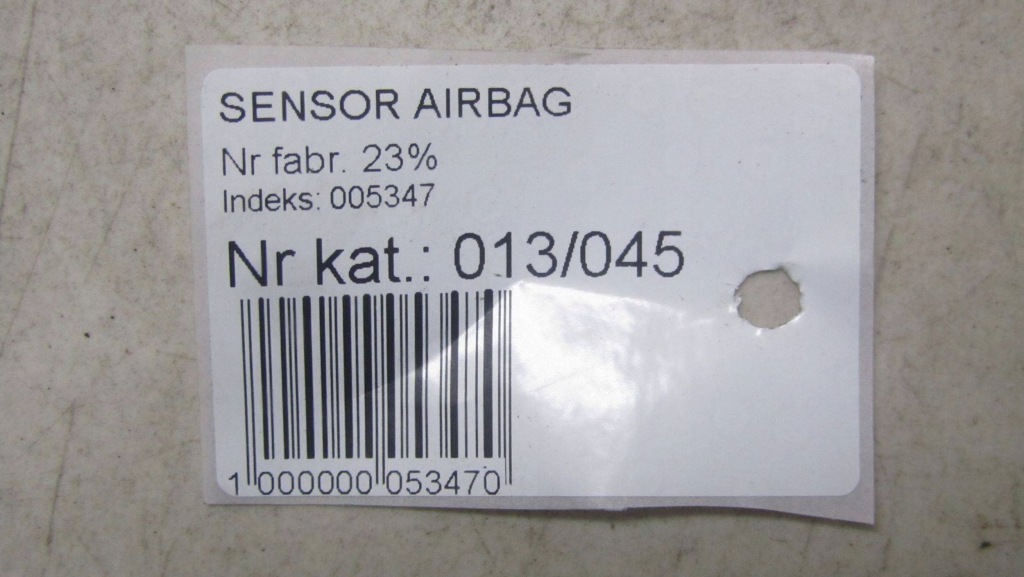 SENSOR AIRBAG
Nr fabr. 23%
Indeks: 005347
Nr kat.: 013/045
1 000000 053470